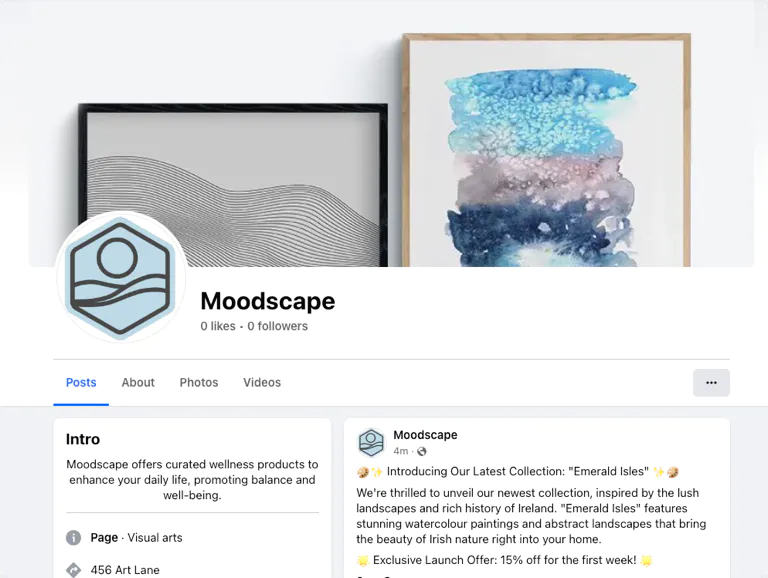 Moodscape
0 likes • 0 followers
Posts
About
Photos
Videos
Intro
Moodscape offers curated wellness products to
enhance your daily life, promoting balance and
well-being.
Page · Visual arts
456 Art Lane
Moodscape
4m ·
Introducing Our Latest Collection: "Emerald Isles"
We're thrilled to unveil our newest collection, inspired by the lush
landscapes and rich history of Ireland. "Emerald Isles" features
stunning watercolour paintings and abstract landscapes that bring
the beauty of Irish nature right into your home.
🌟 Exclusive Launch Offer: 15% off for the first week! 🌟